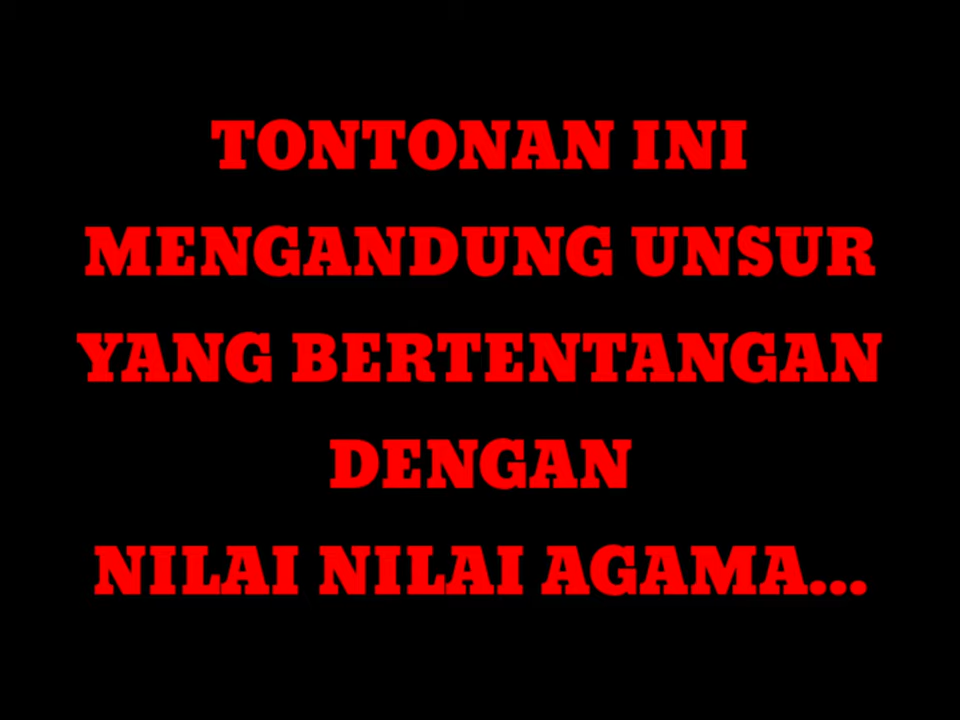 TONTONAN INI
MENGANDUNG UNSUR
YANG BERTENTANGAN
DENGAN
NILAI NILAI AGAMA...